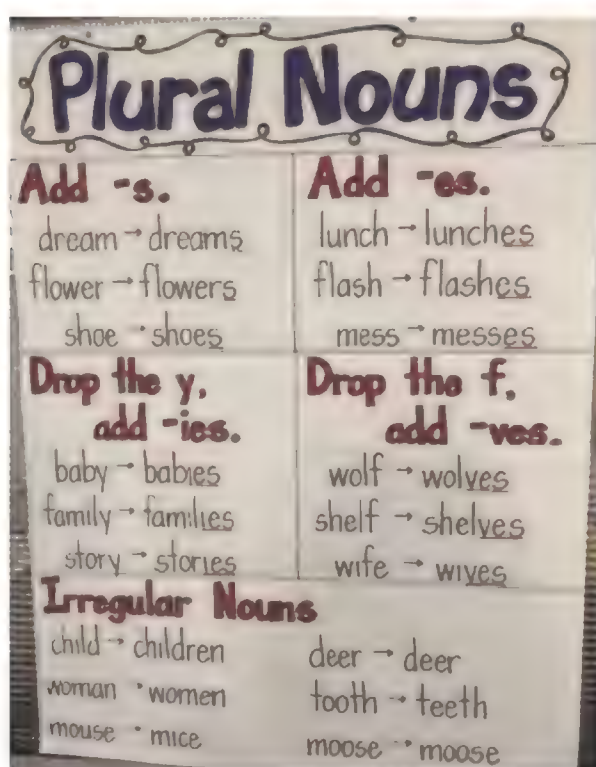 Plural Nouns
Add -s.
dream → dreams
flower → flowers
shoe → shoes
Add -es.
lunch → lunches
flash → flashes
mess → messes
Drop the y,
add -ies.
baby → babies
family → families
story → stories
Drop the f,
add -ves.
wolf → wolves
shelf → shelves
wife → wives
Irregular Nouns
child → children
woman → women
mouse → mice
deer → deer
tooth → teeth
moose → moose